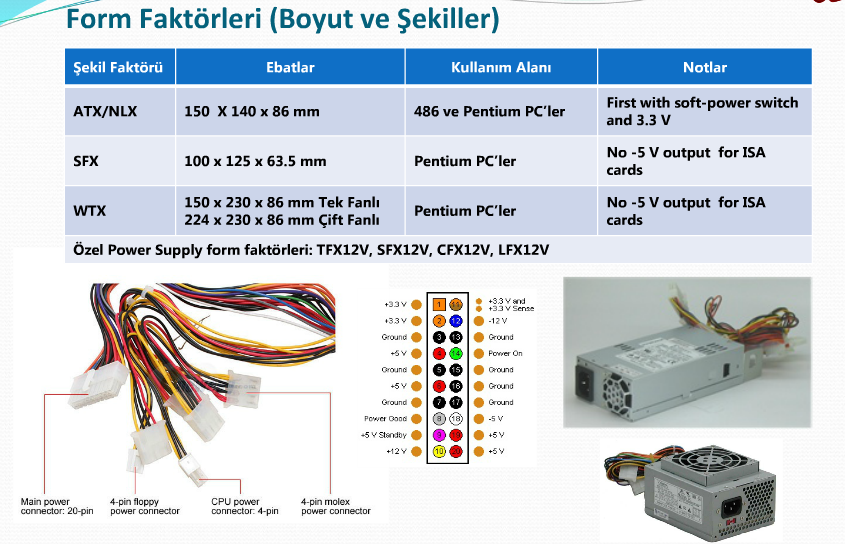 Form Faktörleri (Boyut ve Şekiller)
Şekil Faktörü Ebatlar Kullanım Alanı Notlar
ATX/NLX 150 X 140 x 86 mm 486 ve Pentium PC’ler First with soft-power switch
and 3.3 V
SFX 100 x 125 x 63.5 mm Pentium PC’ler No -5 V output for ISA
cards
WTX 150 x 230 x 86 mm Tek Fanlı
224 x 230 x 86 mm Çift Fanlı Pentium PC’ler No -5 V output for ISA
cards
Özel Power Supply form faktörleri: TFX12V, SFX12V, CFX12V, LFX12V
Main power
connector: 20-pin
4-pin floppy
power connector
CPU power
connector: 4-pin
4-pin molex
power connector
+3.3 V 1 11 +3.3 V and
+3.3 V Sense
+3.3 V 2 12 -12 V
Ground 3 13 Ground
+5 V 4 14 Power On
Ground 5 15 Ground
+5 V 6 16 Ground
Ground 7 17 Ground
Power Good 8 18 -5 V
+5 V Standby 9 19 +5 V
+12 V 10 20 +5 V